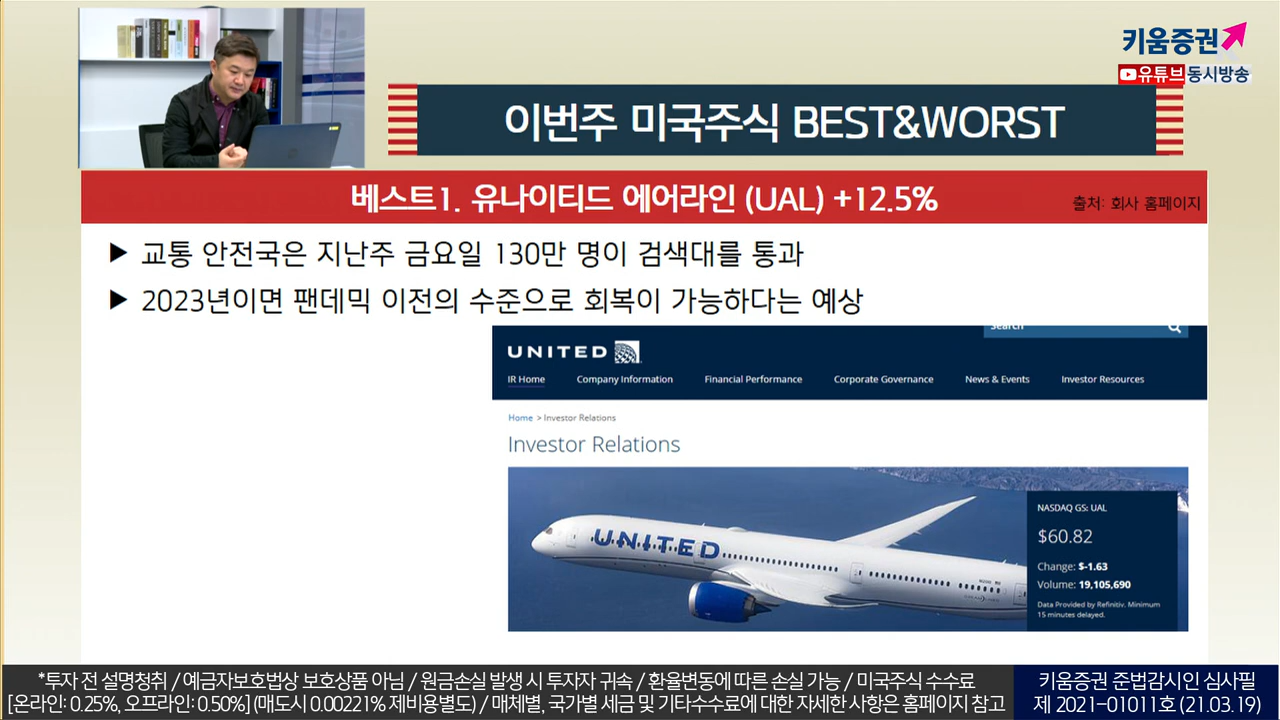 키움증권
유튜브 동시방송
이번주 미국주식 BEST&WORST
베스트1. 유나이티드 에어라인 (UAL) +12.5%
출처: 회사 홈페이지
▶ 교통 안전국은 지난주 금요일 130만 명이 검색대를 통과
▶ 2023년이면 팬데믹 이전의 수준으로 회복이 가능하다는 예상
Search
UNITED
IR Home Company Information Financial Performance Corporate Governance News & Events Investor Resources
Home > Investor Relations
Investor Relations
UNITED
NASDAQ GS: UAL
$60.82
Change: $-1.63
Volume: 19,105,690
Data Provided by Refinitiv. Minimum
15 minutes delayed.
*투자 전 설명청취 / 예금자보호법상 보호상품 아님 / 원금손실 발생 시 투자자 귀속 / 환율변동에 따른 손실 가능 / 미국주식 수수료
[온라인: 0.25%, 오프라인: 0.50%] (매도시 0.00221% 제비용별도) / 매체별, 국가별 세금 및 기타수수료에 대한 자세한 사항은 홈페이지 참고
키움증권 준법감시인 심사필
제 2021-01011호 (21.03.19)